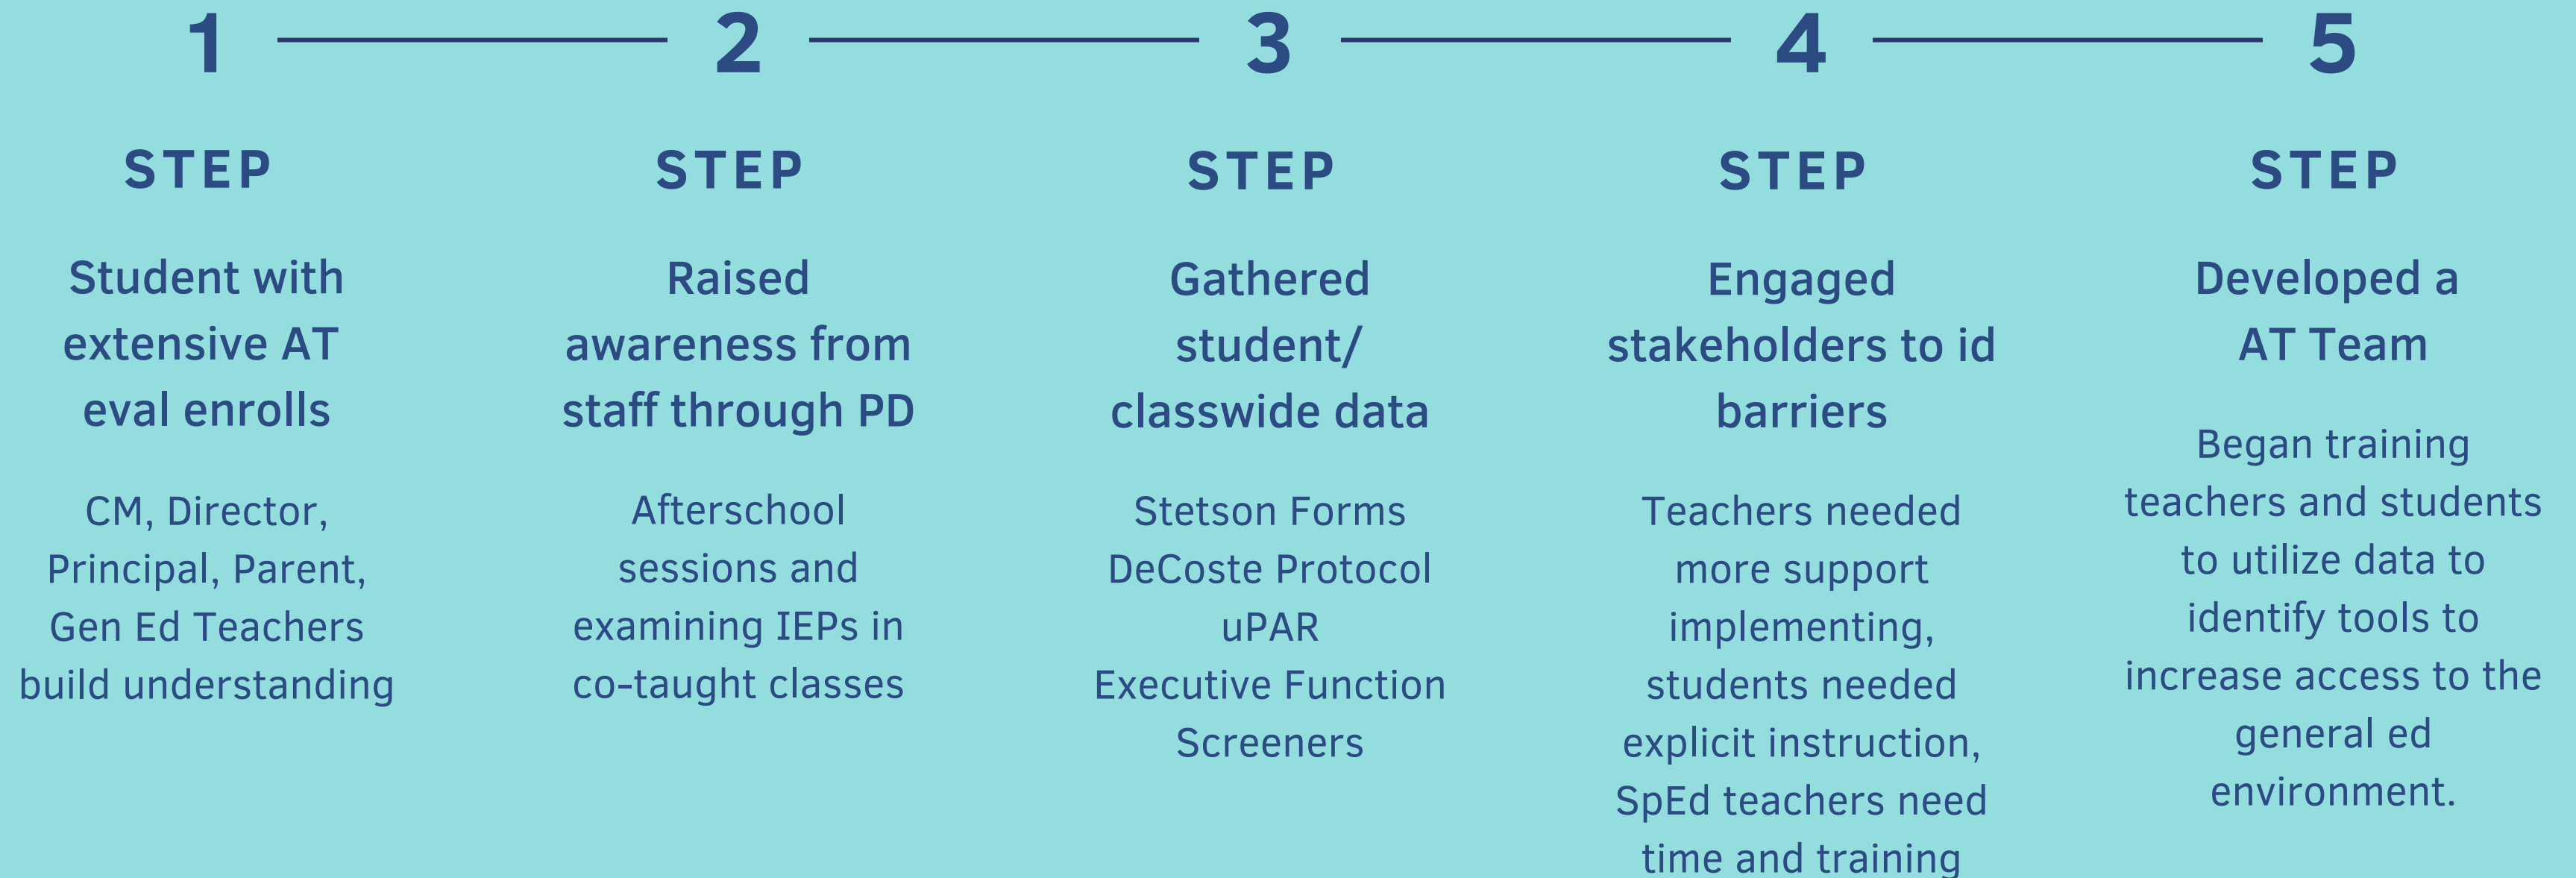 1
STEP
Student with
extensive AT
eval enrolls
CM, Director,
Principal, Parent,
Gen Ed Teachers
build understanding
2
STEP
Raised
awareness from
staff through PD
Afterschool
sessions and
examining IEPs in
co-taught classes
3
STEP
Gathered
student/
classwide data
Stetson Forms
DeCoste Protocol
uPAR
Executive Function
Screeners
4
STEP
Engaged
stakeholders to id
barriers
Teachers needed
more support
implementing,
students needed
explicit instruction,
SpEd teachers need
time and training
5
STEP
Developed a
AT Team
Began training
teachers and students
to utilize data to
identify tools to
increase access to the
general ed
environment.